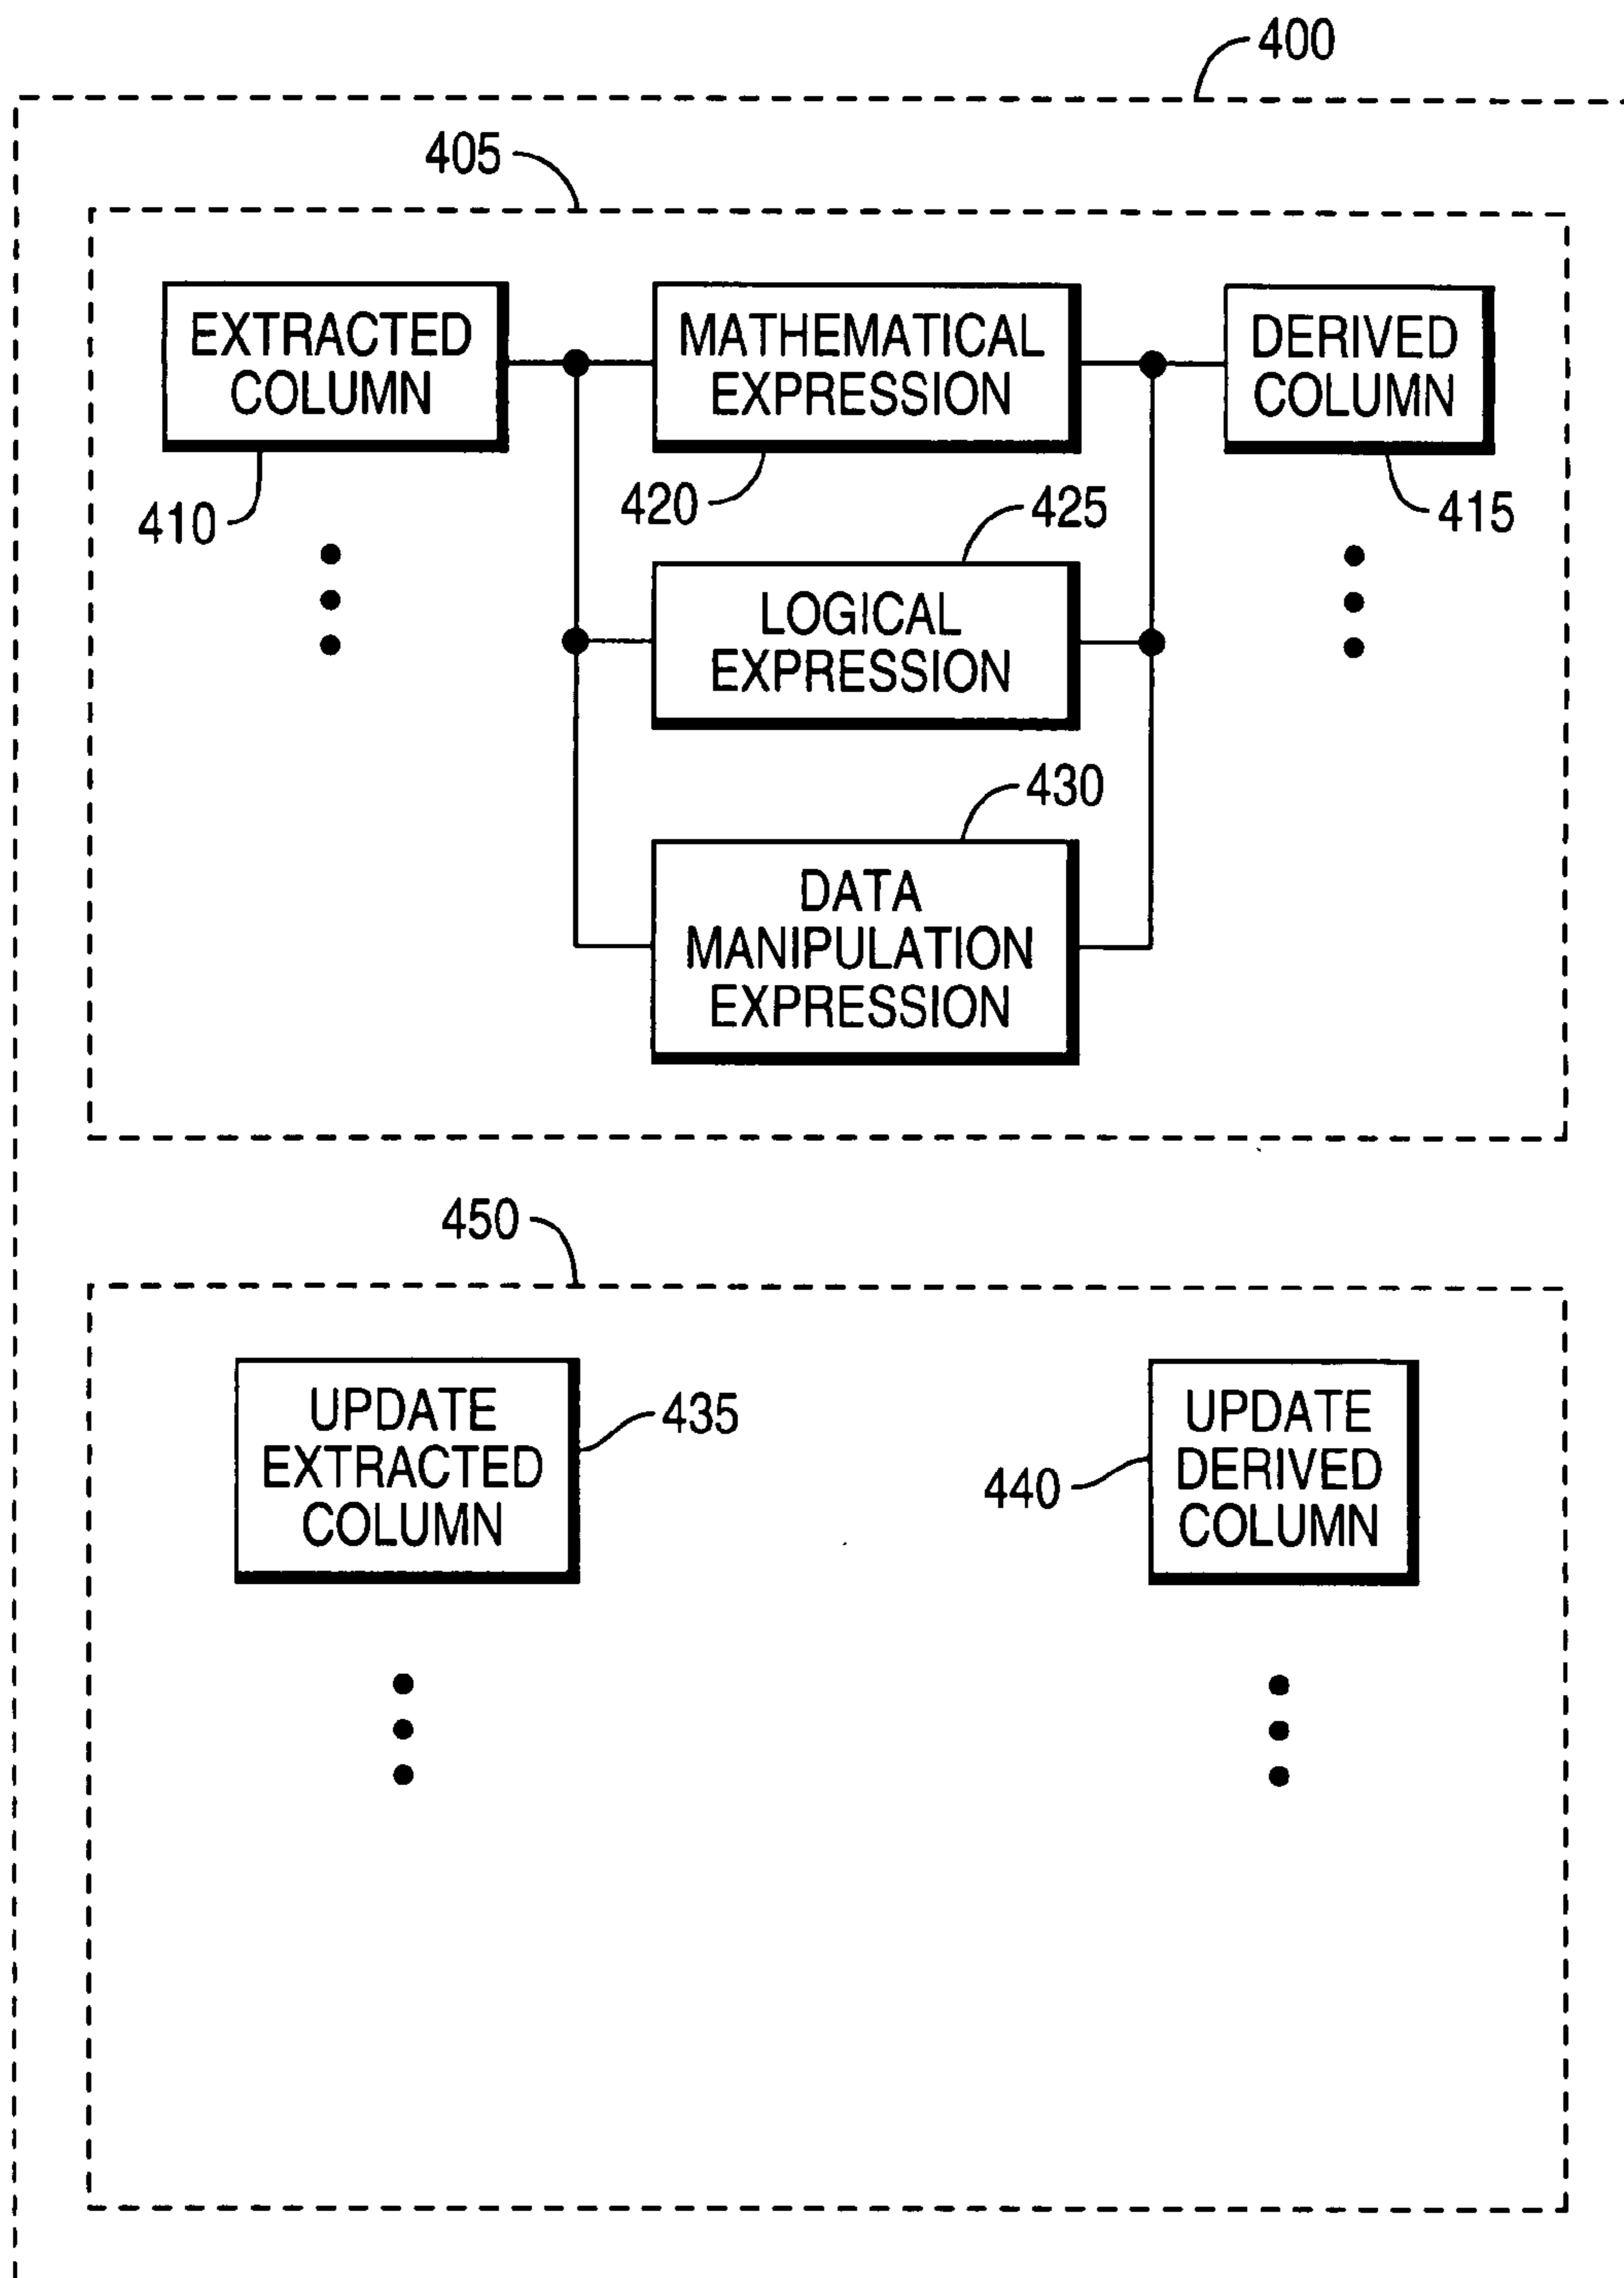 400
405
EXTRACTED
COLUMN
MATHEMATICAL
EXPRESSION
DERIVED
COLUMN
410
420
425
415
LOGICAL
EXPRESSION
430
DATA
MANIPULATION
EXPRESSION
450
UPDATE
EXTRACTED
COLUMN
435
440
UPDATE
DERIVED
COLUMN